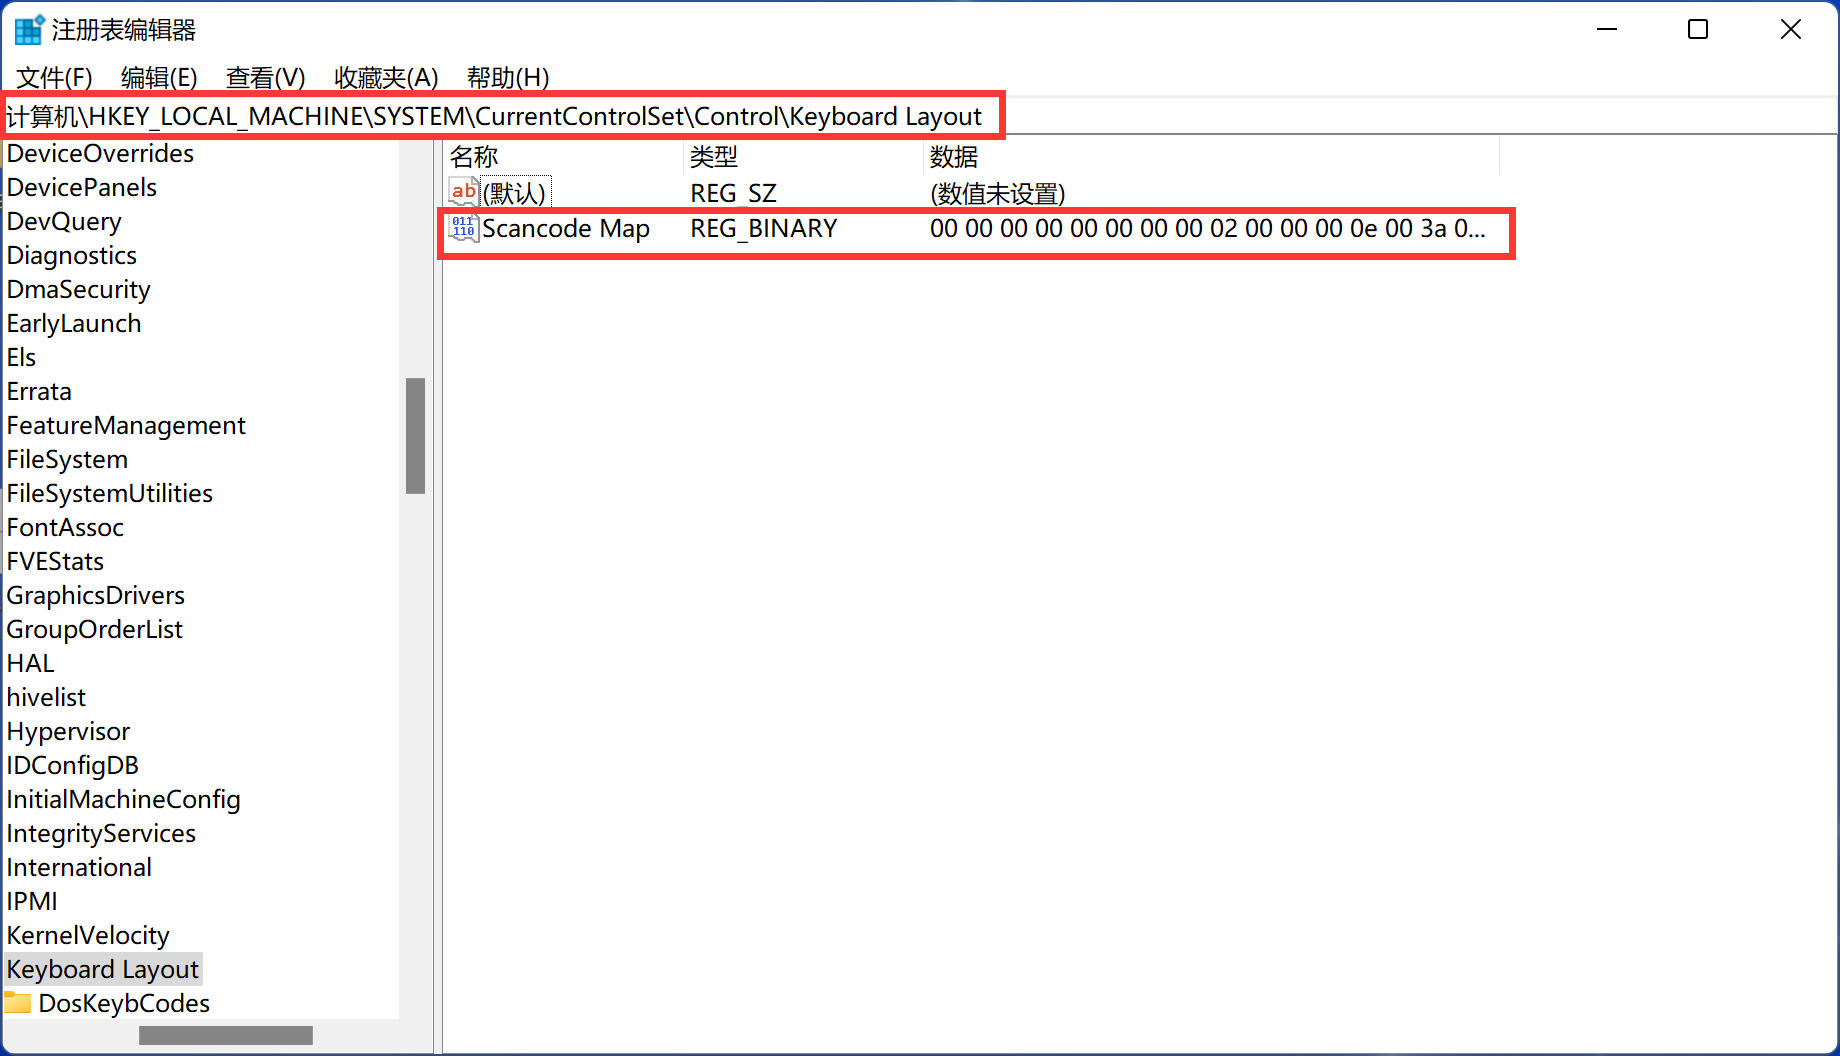 注册表编辑器
文件(F) 编辑(E) 查看(V) 收藏夹(A) 帮助(H)
计算机\HKEY_LOCAL_MACHINE\SYSTEM\CurrentControlSet\Control\Keyboard Layout
DeviceOverrides
DevicePanels
DevQuery
Diagnostics
DmaSecurity
EarlyLaunch
Els
Errata
FeatureManagement
FileSystem
FileSystemUtilities
FontAssoc
FVEStats
GraphicsDrivers
GroupOrderList
HAL
hivelist
Hypervisor
IDConfigDB
InitialMachineConfig
IntegrityServices
International
IPMI
KernelVelocity
Keyboard Layout
DosKeybCodes
名称 类型 数据
ab (默认) REG_SZ (数值未设置)
011 110 Scancode Map REG_BINARY 00 00 00 00 00 00 00 00 02 00 00 00 0e 00 3a 0...